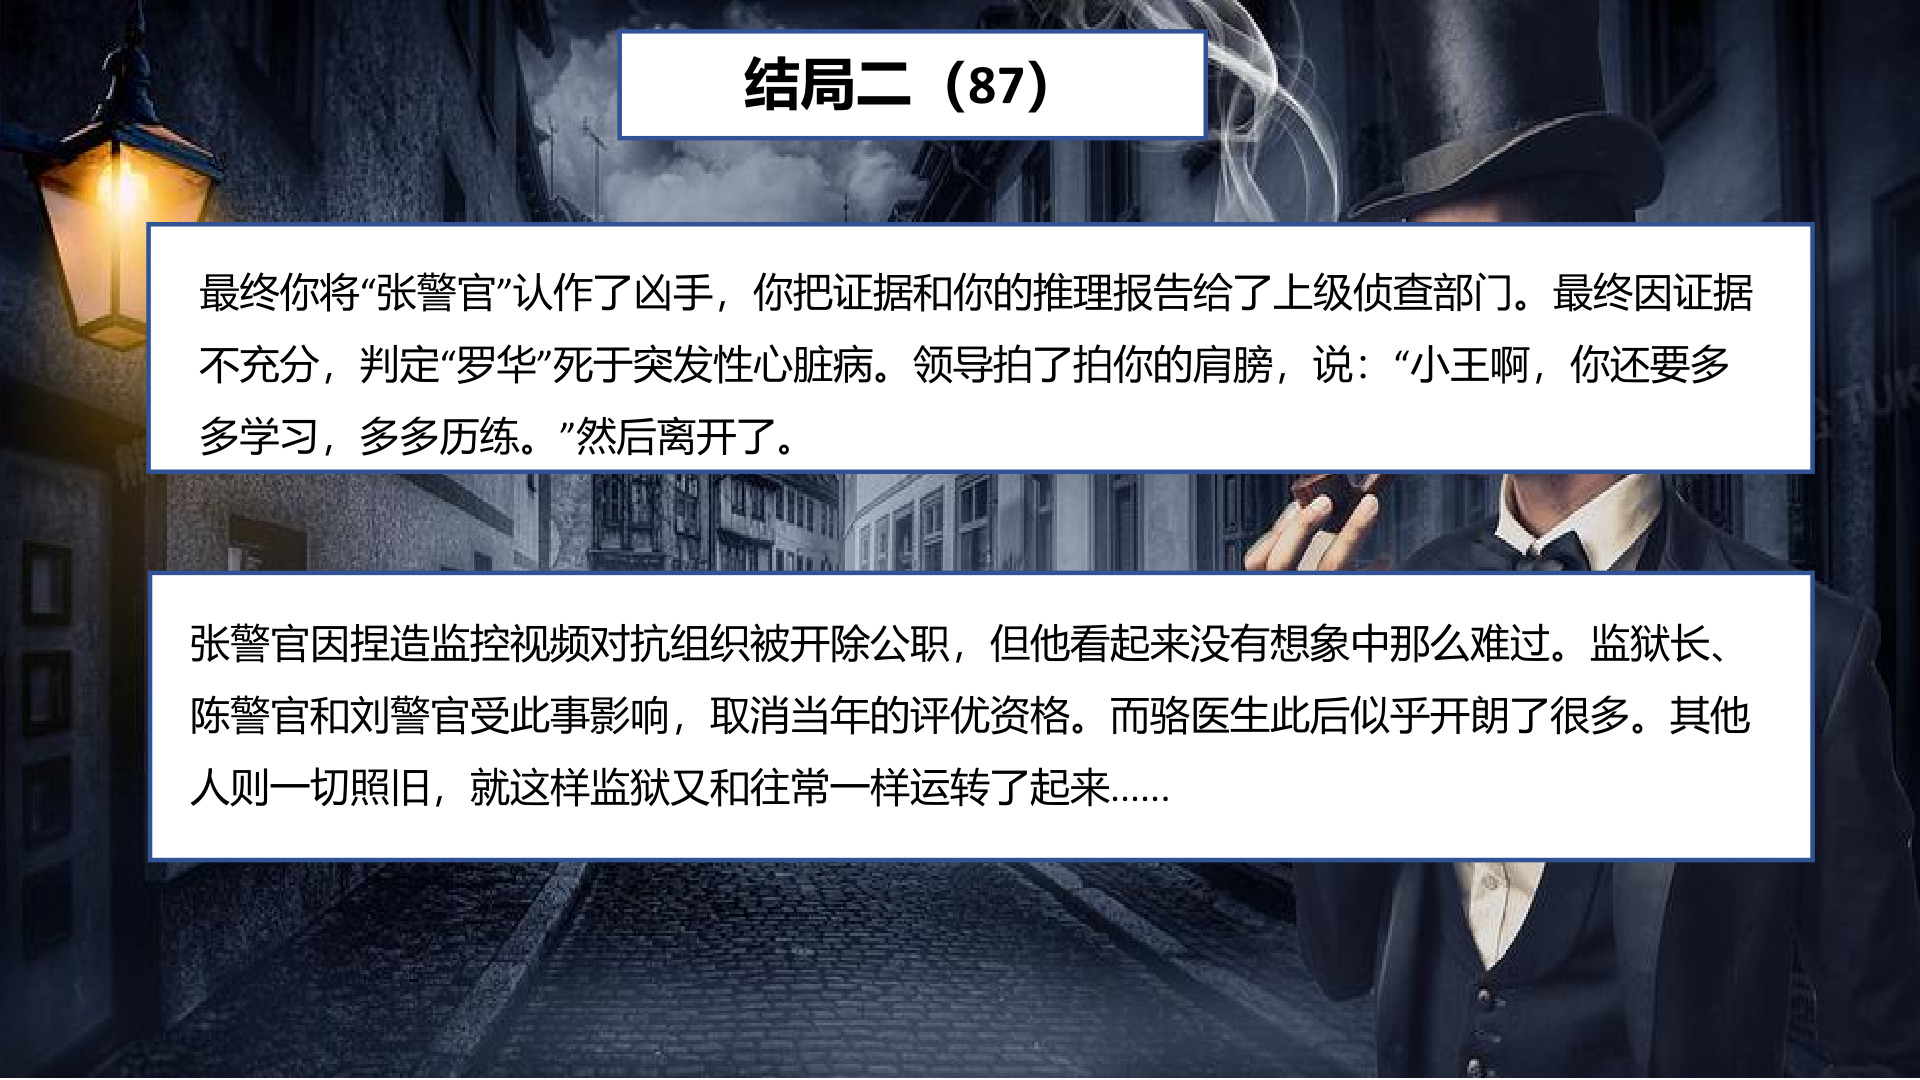 结局二（87）
最终你将“张警官”认作了凶手，你把证据和你的推理报告给了上级侦查部门。最终因证据
不充分，判定“罗华”死于突发性心脏病。领导拍了拍你的肩膀，说：“小王啊，你还要多
多学习，多多历练。”然后离开了。
张警官因捏造监控视频对抗组织被开除公职，但他看起来没有想象中那么难过。监狱长、
陈警官和刘警官受此事影响，取消当年的评优资格。而骆医生此后似乎开朗了很多。其他
人则一切照旧，就这样监狱又和往常一样运转了起来......